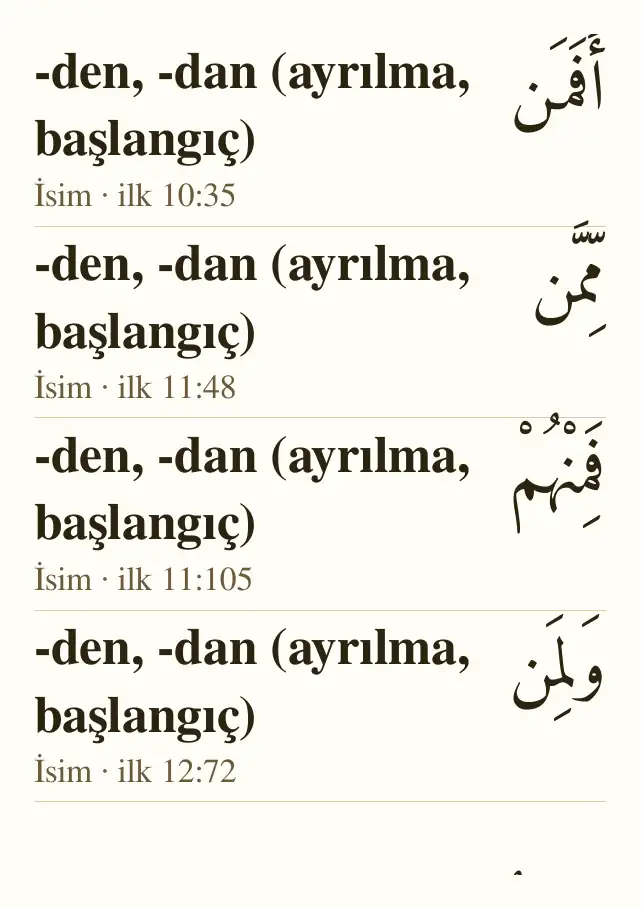 -den, -dan (ayrılma, أَفَمَن
başlangıç)
İsim · ilk 10:35
-den, -dan (ayrılma, مِّمَّن
başlangıç)
İsim · ilk 11:48
-den, -dan (ayrılma, فَمِنْهُمْ
başlangıç)
İsim · ilk 11:105
-den, -dan (ayrılma, وَلِمَن
başlangıç)
İsim · ilk 12:72